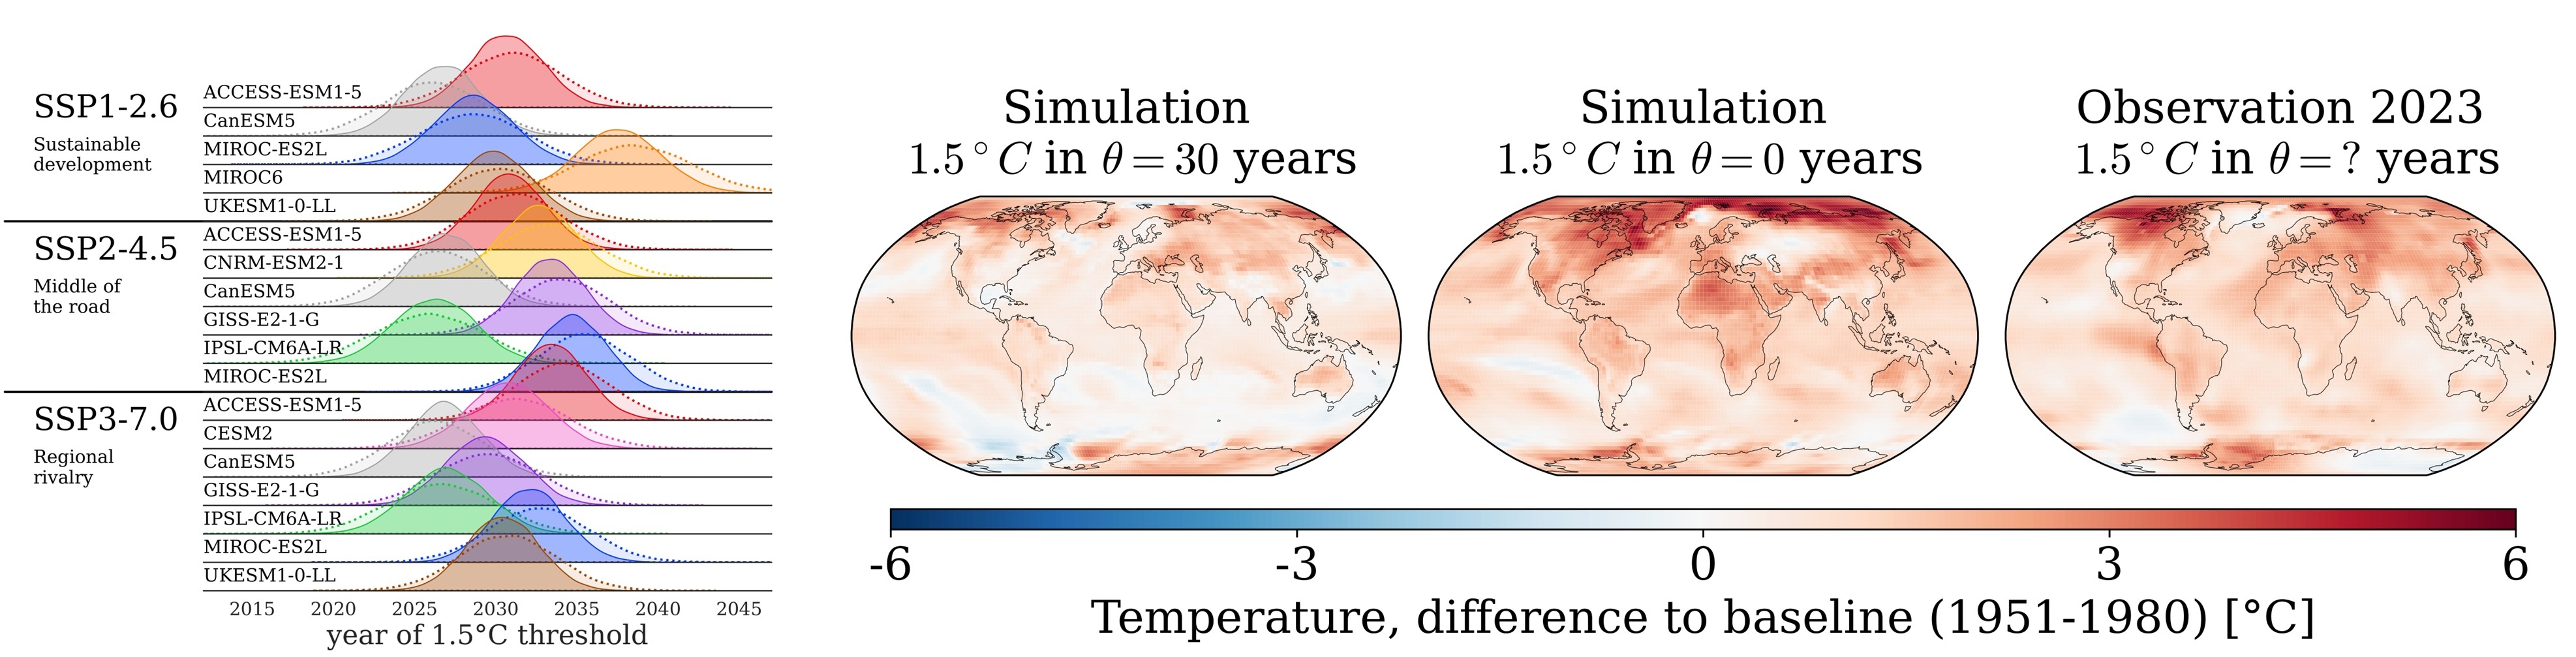 SSP1-2.6
Sustainable
development
ACCESS-ESM1-5
CanESM5
MIROC-ES2L
MIROC6
UKESM1-0-LL
SSP2-4.5
Middle of
the road
ACCESS-ESM1-5
CNRM-ESM2-1
CanESM5
GISS-E2-1-G
IPSL-CM6A-LR
MIROC-ES2L
SSP3-7.0
Regional
rivalry
ACCESS-ESM1-5
CESM2
CanESM5
GISS-E2-1-G
IPSL-CM6A-LR
MIROC-ES2L
UKESM1-0-LL
2015 2020 2025 2030 2035 2040 2045
year of 1.5°C threshold
Simulation
1.5°C in θ = 30 years
Simulation
1.5°C in θ = 0 years
Observation 2023
1.5°C in θ = ? years
-6 -3 0 3 6
Temperature, difference to baseline (1951-1980) [°C]